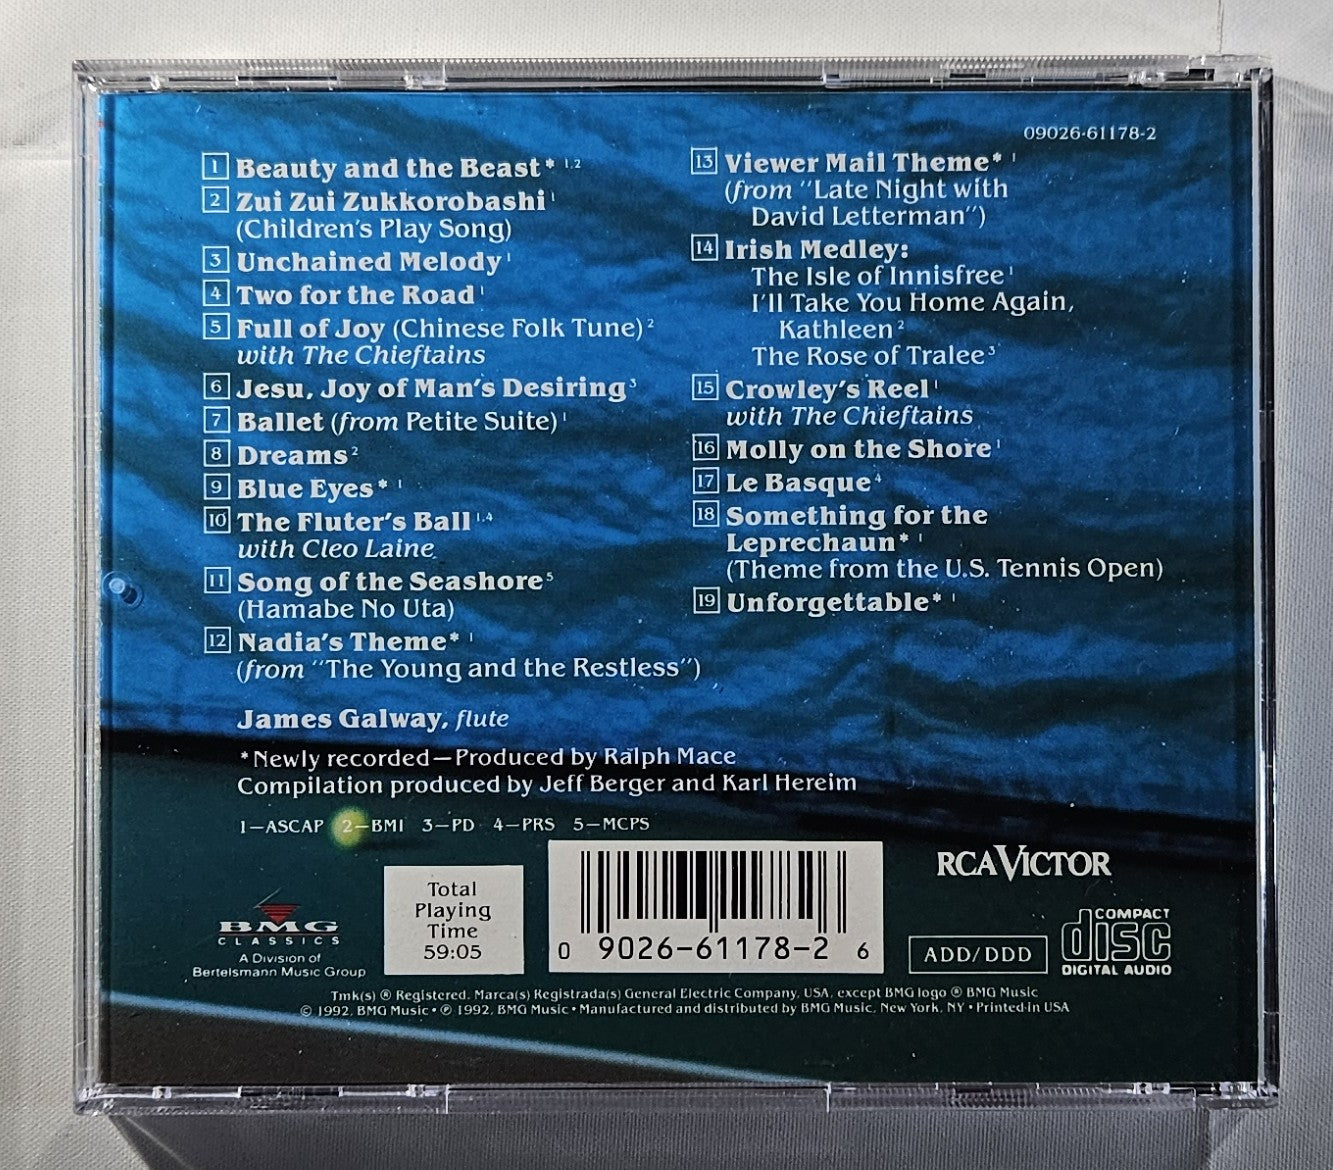 09026-61178-2
1 Beauty and the Beast* 1,2
2 Zui Zui Zukkorobashi 1
(Children's Play Song)
3 Unchained Melody 1
4 Two for the Road 1
5 Full of Joy (Chinese Folk Tune) 2
with The Chieftains
6 Jesu, Joy of Man's Desiring 3
7 Ballet (from Petite Suite) 1
8 Dreams 2
9 Blue Eyes* 1
10 The Fluter's Ball 1,4
with Cleo Laine
11 Song of the Seashore 5
(Hamabe No Uta)
12 Nadia's Theme* 1
(from "The Young and the Restless")
13 Viewer Mail Theme* 1
(from "Late Night with
David Letterman")
14 Irish Medley:
The Isle of Innisfree 1
I'll Take You Home Again,
Kathleen 2
The Rose of Tralee 3
15 Crowley's Reel 1
with The Chieftains
16 Molly on the Shore 1
17 Le Basque 4
18 Something for the
Leprechaun* 1
(Theme from the U.S. Tennis Open)
19 Unforgettable* 1
James Galway, flute
*Newly recorded—Produced by Ralph Mace
Compilation produced by Jeff Berger and Karl Hereim
1—ASCAP 2—BMI 3—PD 4—PRS 5—MCPS
BMG
CLASSICS
A Division of
Bertelsmann Music Group
Total
Playing
Time
59:05
0 9026-61178-2 6
RCA VICTOR
ADD/DDD
COMPACT
disc
DIGITAL AUDIO
Tmk(s) ® Registered. Marca(s) Registrada(s) General Electric Company, USA, except BMG logo ® BMG Music
© 1992, BMG Music • ℗ 1992, BMG Music • Manufactured and distributed by BMG Music, New York, NY • Printed in USA